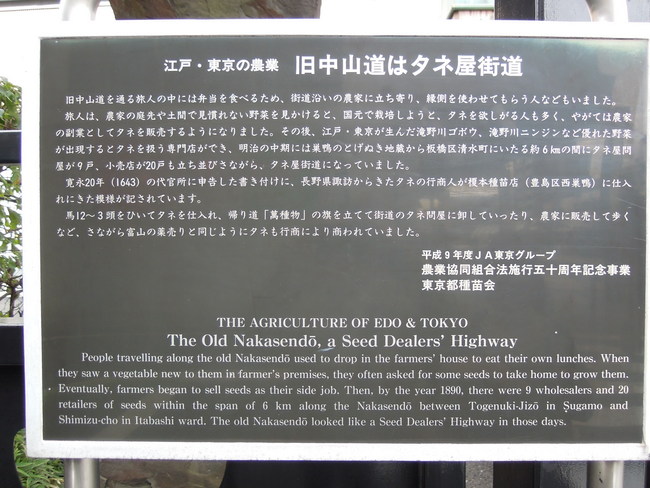 江戸・東京の農業 旧中山道はタネ屋街道
旧中山道を通る旅人の中には弁当を食べるため、街道沿いの農家に立ち寄り、縁側を使わせてもらう人などもいました。
旅人は、農家の庭先や土間で見慣れない野菜を見かけると、国元で栽培しようと、タネを欲しがる人も多く、やがては農家
の副業としてタネを販売するようになりました。その後、江戸・東京が生んだ滝野川ゴボウ、滝野川ニンジンなど優れた野菜
が出現するとタネを扱う専門店ができ、明治の中期には巣鴨のとげぬき地蔵から板橋区清水町にいたる約6㎞の間にタネ屋問
屋が9戸、小売店が20戸も立ち並びさながら、タネ屋街道になっていました。
寛永20年（1643）の代官所に申告した書き付けに、長野県諏訪からきたタネの行商人が榎本種苗店（豊島区西巣鴨）に仕入
れにきた模様が記されています。
馬12〜3頭をひいてタネを仕入れ、帰り道「萬種物」の旗を立てて街道のタネ問屋に卸していったり、農家に販売して歩く
など、さながら富山の薬売りと同じようにタネも行商により商われていました。
平成9年度JA東京グループ
農業協同組合法施行五十周年記念事業
東京都種苗会
THE AGRICULTURE OF EDO & TOKYO
The Old Nakasendō, a Seed Dealers' Highway
People travelling along the old Nakasendō used to drop in the farmers' house to eat their own lunches. When
they saw a vegetable new to them in farmer's premises, they often asked for some seeds to take home to grow them.
Eventually, farmers began to sell seeds as their side job. Then, by the year 1890, there were 9 wholesalers and 20
retailers of seeds within the span of 6 km along the Nakasendō between Togenuki-Jizō in Sugamo and
Shimizu-cho in Itabashi ward. The old Nakasendō looked like a Seed Dealers' Highway in those days.